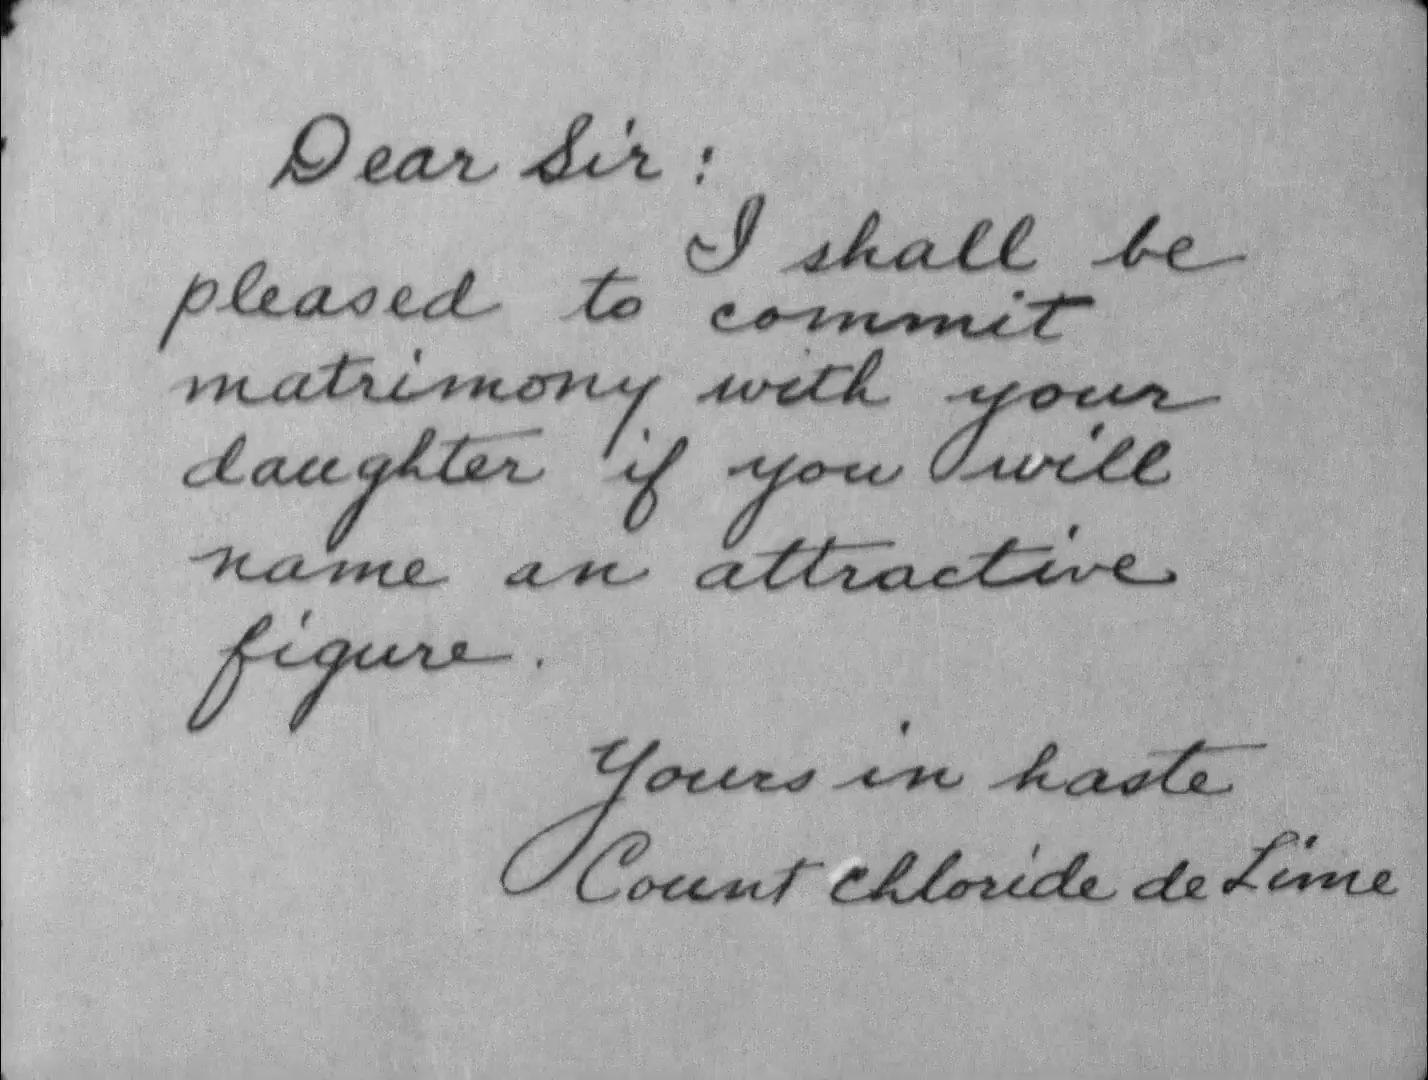 Dear Sir:
I shall be
pleased to commit
matrimony with your
daughter if you will
name an attractive
figure.
Yours in haste
Count Chloride de Lime